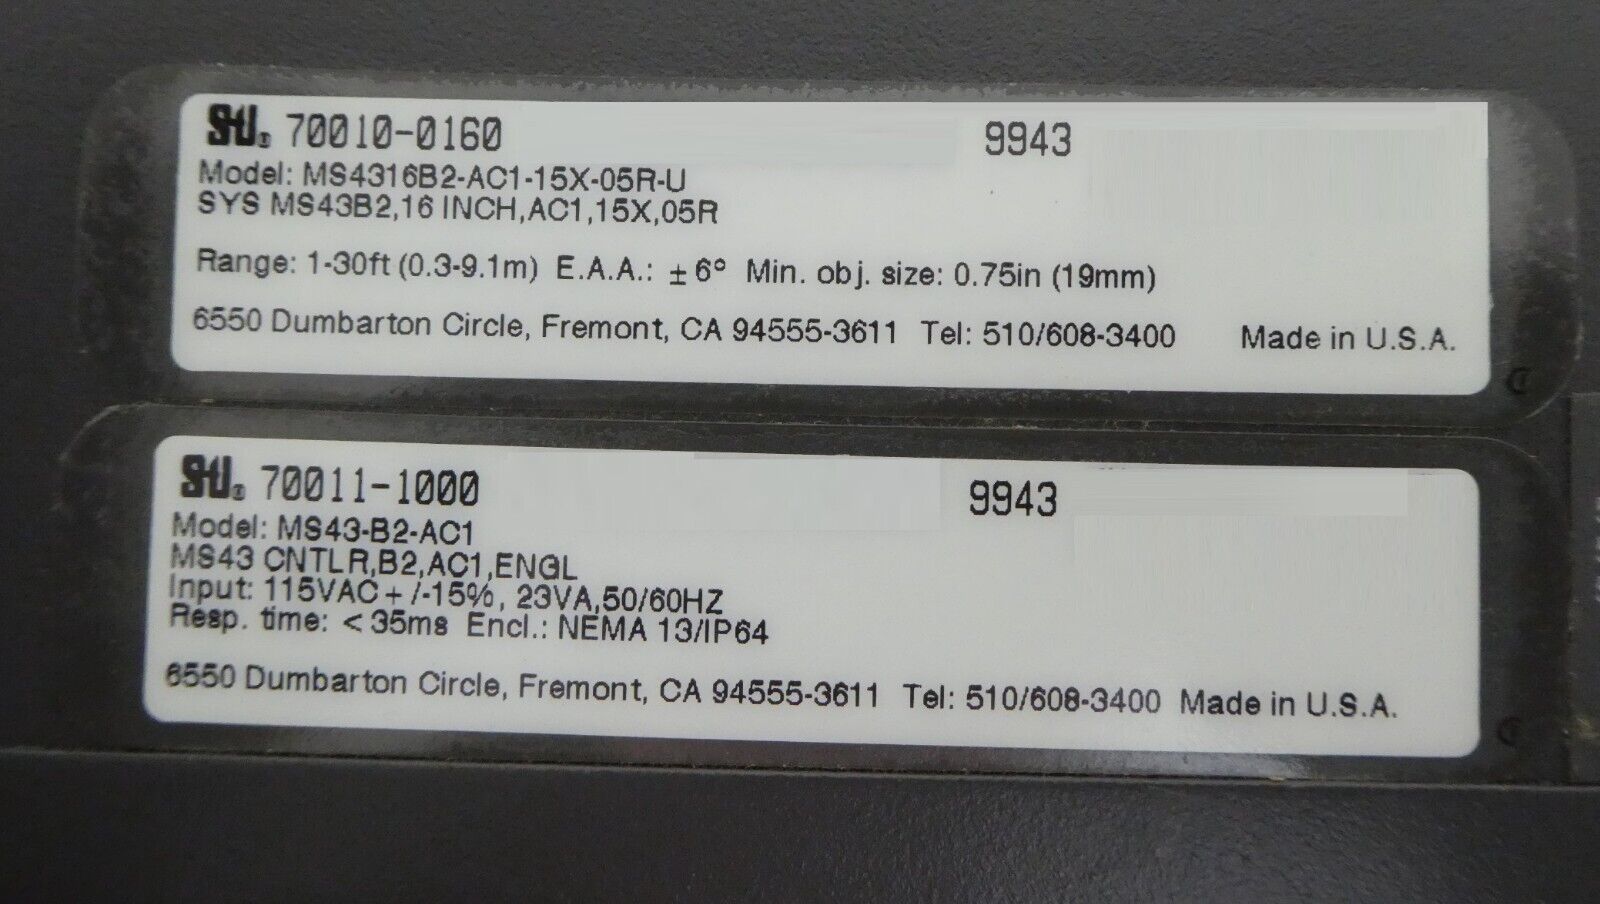 STI® 70010-0160 9943
Model: MS4316B2-AC1-15X-05R-U
SYS MS43B2,16 INCH,AC1,15X,05R
Range: 1-30ft (0.3-9.1m) E.A.A.: ±6° Min. obj. size: 0.75in (19mm)
6550 Dumbarton Circle, Fremont, CA 94555-3611 Tel: 510/608-3400 Made in U.S.A.
STI® 70011-1000 9943
Model: MS43-B2-AC1
MS43 CNTLR,B2,AC1,ENGL
Input: 115VAC+/-15%, 23VA,50/60HZ
Resp. time: <35ms Encl.: NEMA 13/IP64
6550 Dumbarton Circle, Fremont, CA 94555-3611 Tel: 510/608-3400 Made in U.S.A.